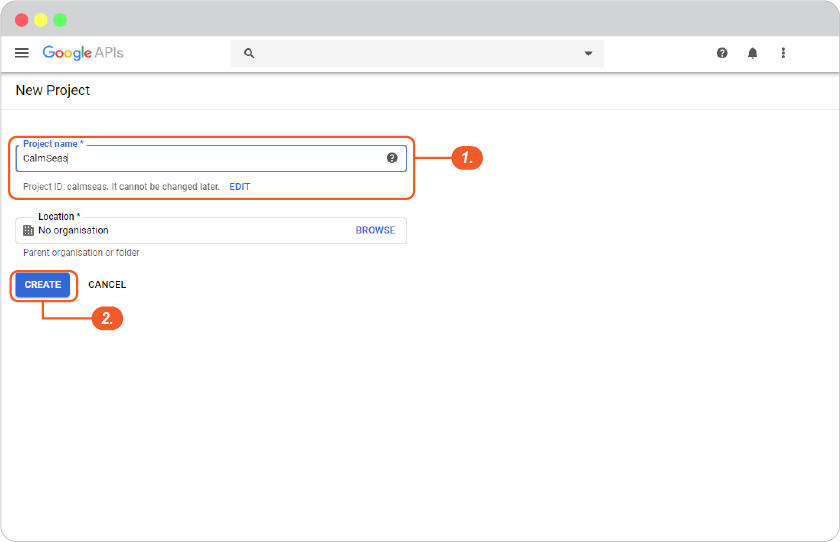 Google APIs
New Project
Project name *
CalmSeas
1.
Project ID: calmseas. It cannot be changed later. EDIT
Location *
No organisation BROWSE
Parent organisation or folder
CREATE CANCEL
2.